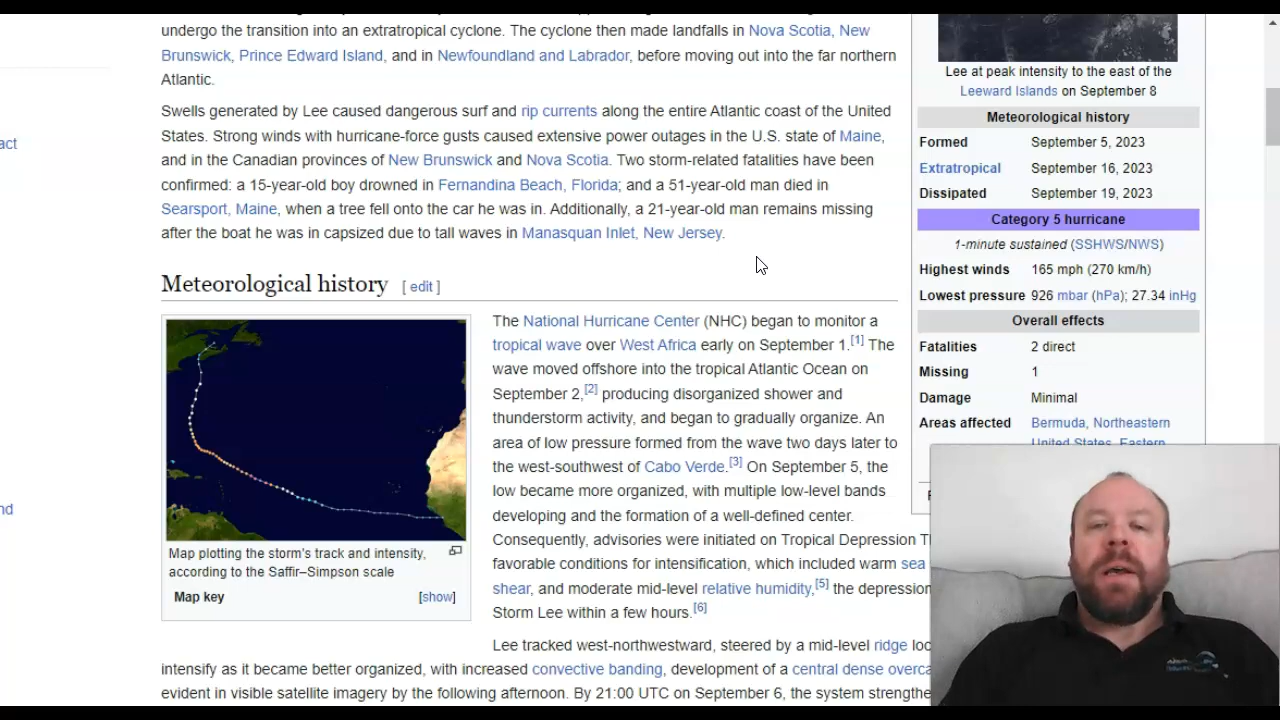 undergo the transition into an extratropical cyclone. The cyclone then made landfalls in Nova Scotia, New
Brunswick, Prince Edward Island, and in Newfoundland and Labrador, before moving out into the far northern
Atlantic.
Swells generated by Lee caused dangerous surf and rip currents along the entire Atlantic coast of the United
States. Strong winds with hurricane-force gusts caused extensive power outages in the U.S. state of Maine,
and in the Canadian provinces of New Brunswick and Nova Scotia. Two storm-related fatalities have been
confirmed: a 15-year-old boy drowned in Fernandina Beach, Florida; and a 51-year-old man died in
Searsport, Maine, when a tree fell onto the car he was in. Additionally, a 21-year-old man remains missing
after the boat he was in capsized due to tall waves in Manasquan Inlet, New Jersey.
Meteorological history [ edit ]
Map plotting the storm's track and intensity,
according to the Saffir–Simpson scale
Map key [show]
The National Hurricane Center (NHC) began to monitor a
tropical wave over West Africa early on September 1.[1] The
wave moved offshore into the tropical Atlantic Ocean on
September 2,[2] producing disorganized shower and
thunderstorm activity, and began to gradually organize. An
area of low pressure formed from the wave two days later to
the west-southwest of Cabo Verde.[3] On September 5, the
low became more organized, with multiple low-level bands
developing and the formation of a well-defined center.
Consequently, advisories were initiated on Tropical Depression T
favorable conditions for intensification, which included warm sea
shear, and moderate mid-level relative humidity,[5] the depression
Storm Lee within a few hours.[6]
Lee tracked west-northwestward, steered by a mid-level ridge loc
intensify as it became better organized, with increased convective banding, development of a central dense overca
evident in visible satellite imagery by the following afternoon. By 21:00 UTC on September 6, the system strengthe
Lee at peak intensity to the east of the
Leeward Islands on September 8
Meteorological history
Formed September 5, 2023
Extratropical September 16, 2023
Dissipated September 19, 2023
Category 5 hurricane
1-minute sustained (SSHWS/NWS)
Highest winds 165 mph (270 km/h)
Lowest pressure 926 mbar (hPa); 27.34 inHg
Overall effects
Fatalities 2 direct
Missing 1
Damage Minimal
Areas affected Bermuda, Northeastern
United States, Eastern
act
nd